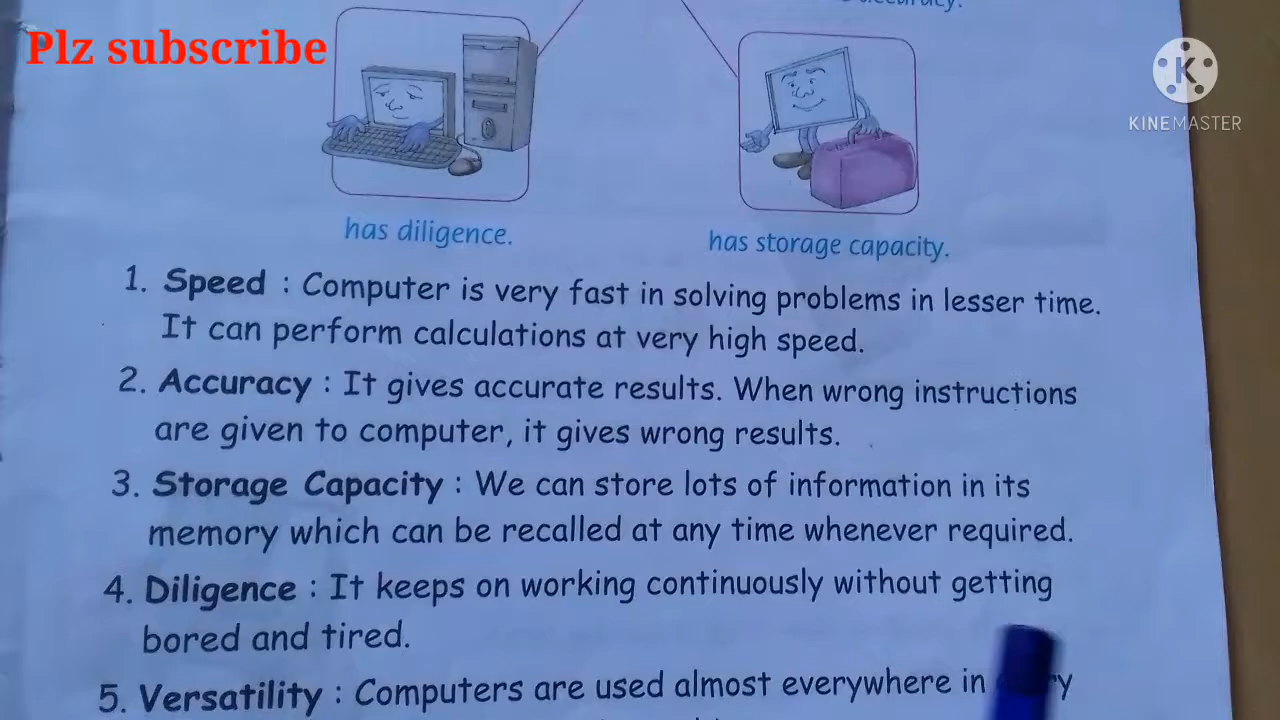 Plz subscribe
accuracy.
KINEMASTER
has diligence.
has storage capacity.
1. Speed : Computer is very fast in solving problems in lesser time.
It can perform calculations at very high speed.
2. Accuracy : It gives accurate results. When wrong instructions
are given to computer, it gives wrong results.
3. Storage Capacity : We can store lots of information in its
memory which can be recalled at any time whenever required.
4. Diligence : It keeps on working continuously without getting
bored and tired.
5. Versatility : Computers are used almost everywhere in